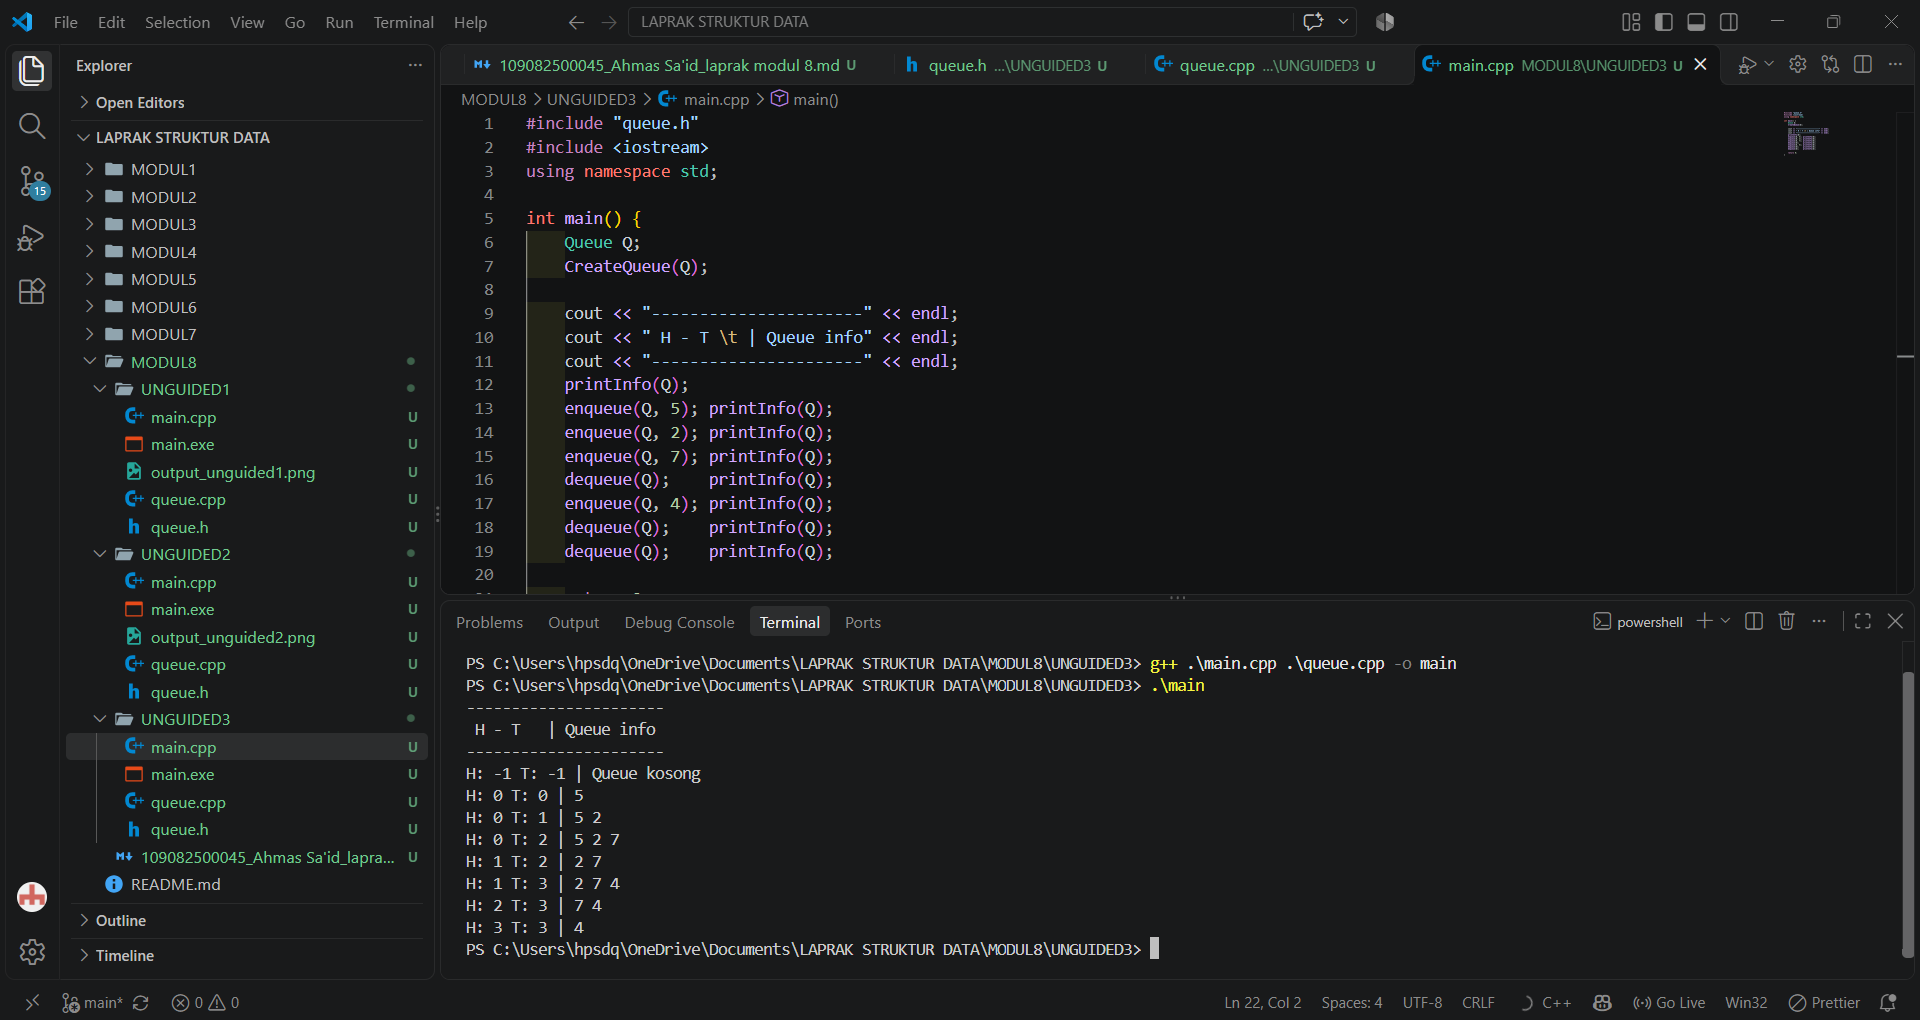 File Edit Selection View Go Run Terminal Help
LAPRAK STRUKTUR DATA
Explorer
Open Editors
LAPRAK STRUKTUR DATA
MODUL1
MODUL2
MODUL3
MODUL4
MODUL5
MODUL6
MODUL7
MODUL8
UNGUIDED1
main.cpp U
main.exe U
output_unguided1.png U
queue.cpp U
queue.h U
UNGUIDED2
main.cpp U
main.exe U
output_unguided2.png U
queue.cpp U
queue.h U
UNGUIDED3
main.cpp U
main.exe U
queue.cpp U
queue.h U
109082500045_Ahmas Sa'id_lapra... U
README.md
Outline
Timeline
15
109082500045_Ahmas Sa'id_laprak modul 8.md U
queue.h ...\UNGUIDED3 U
queue.cpp ...\UNGUIDED3 U
main.cpp MODUL8\UNGUIDED3 U
MODUL8 > UNGUIDED3 > main.cpp > main()
1 #include "queue.h"
2 #include <iostream>
3 using namespace std;
4
5 int main() {
6 Queue Q;
7 CreateQueue(Q);
8
9 cout << "----------------------" << endl;
10 cout << " H - T \t | Queue info" << endl;
11 cout << "----------------------" << endl;
12 printInfo(Q);
13 enqueue(Q, 5); printInfo(Q);
14 enqueue(Q, 2); printInfo(Q);
15 enqueue(Q, 7); printInfo(Q);
16 dequeue(Q);    printInfo(Q);
17 enqueue(Q, 4); printInfo(Q);
18 dequeue(Q);    printInfo(Q);
19 dequeue(Q);    printInfo(Q);
20
Problems Output Debug Console Terminal Ports
powershell
PS C:\Users\hpsdq\OneDrive\Documents\LAPRAK STRUKTUR DATA\MODUL8\UNGUIDED3> g++ .\main.cpp .\queue.cpp -o main
PS C:\Users\hpsdq\OneDrive\Documents\LAPRAK STRUKTUR DATA\MODUL8\UNGUIDED3> .\main
----------------------
H - T | Queue info
----------------------
H: -1 T: -1 | Queue kosong
H: 0 T: 0 | 5
H: 0 T: 1 | 5 2
H: 0 T: 2 | 5 2 7
H: 1 T: 2 | 2 7
H: 1 T: 3 | 2 7 4
H: 2 T: 3 | 7 4
H: 3 T: 3 | 4
PS C:\Users\hpsdq\OneDrive\Documents\LAPRAK STRUKTUR DATA\MODUL8\UNGUIDED3>
main* 0 0 Ln 22, Col 2 Spaces: 4 UTF-8 CRLF C++ Go Live Win32 Prettier